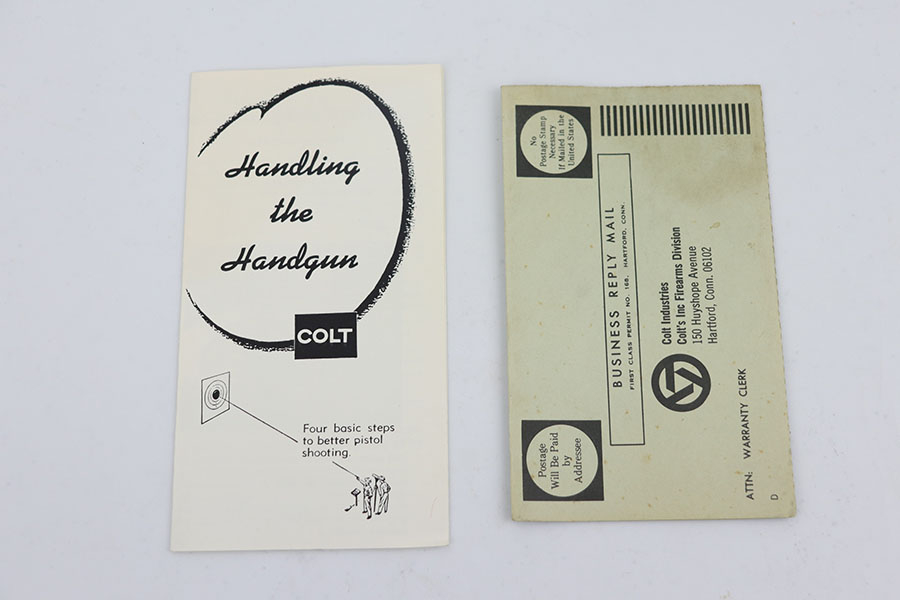 Handling
the
Handgun
COLT
Four basic steps
to better pistol
shooting.
No
Postage Stamp
Necessary
If Mailed in the
United States
BUSINESS REPLY MAIL
FIRST CLASS PERMIT NO. 168, HARTFORD, CONN.
Colt Industries
Colt's Inc Firearms Division
150 Huyshope Avenue
Hartford, Conn. 06102
Postage
Will Be Paid
by
Addressee
ATTN: WARRANTY CLERK
D